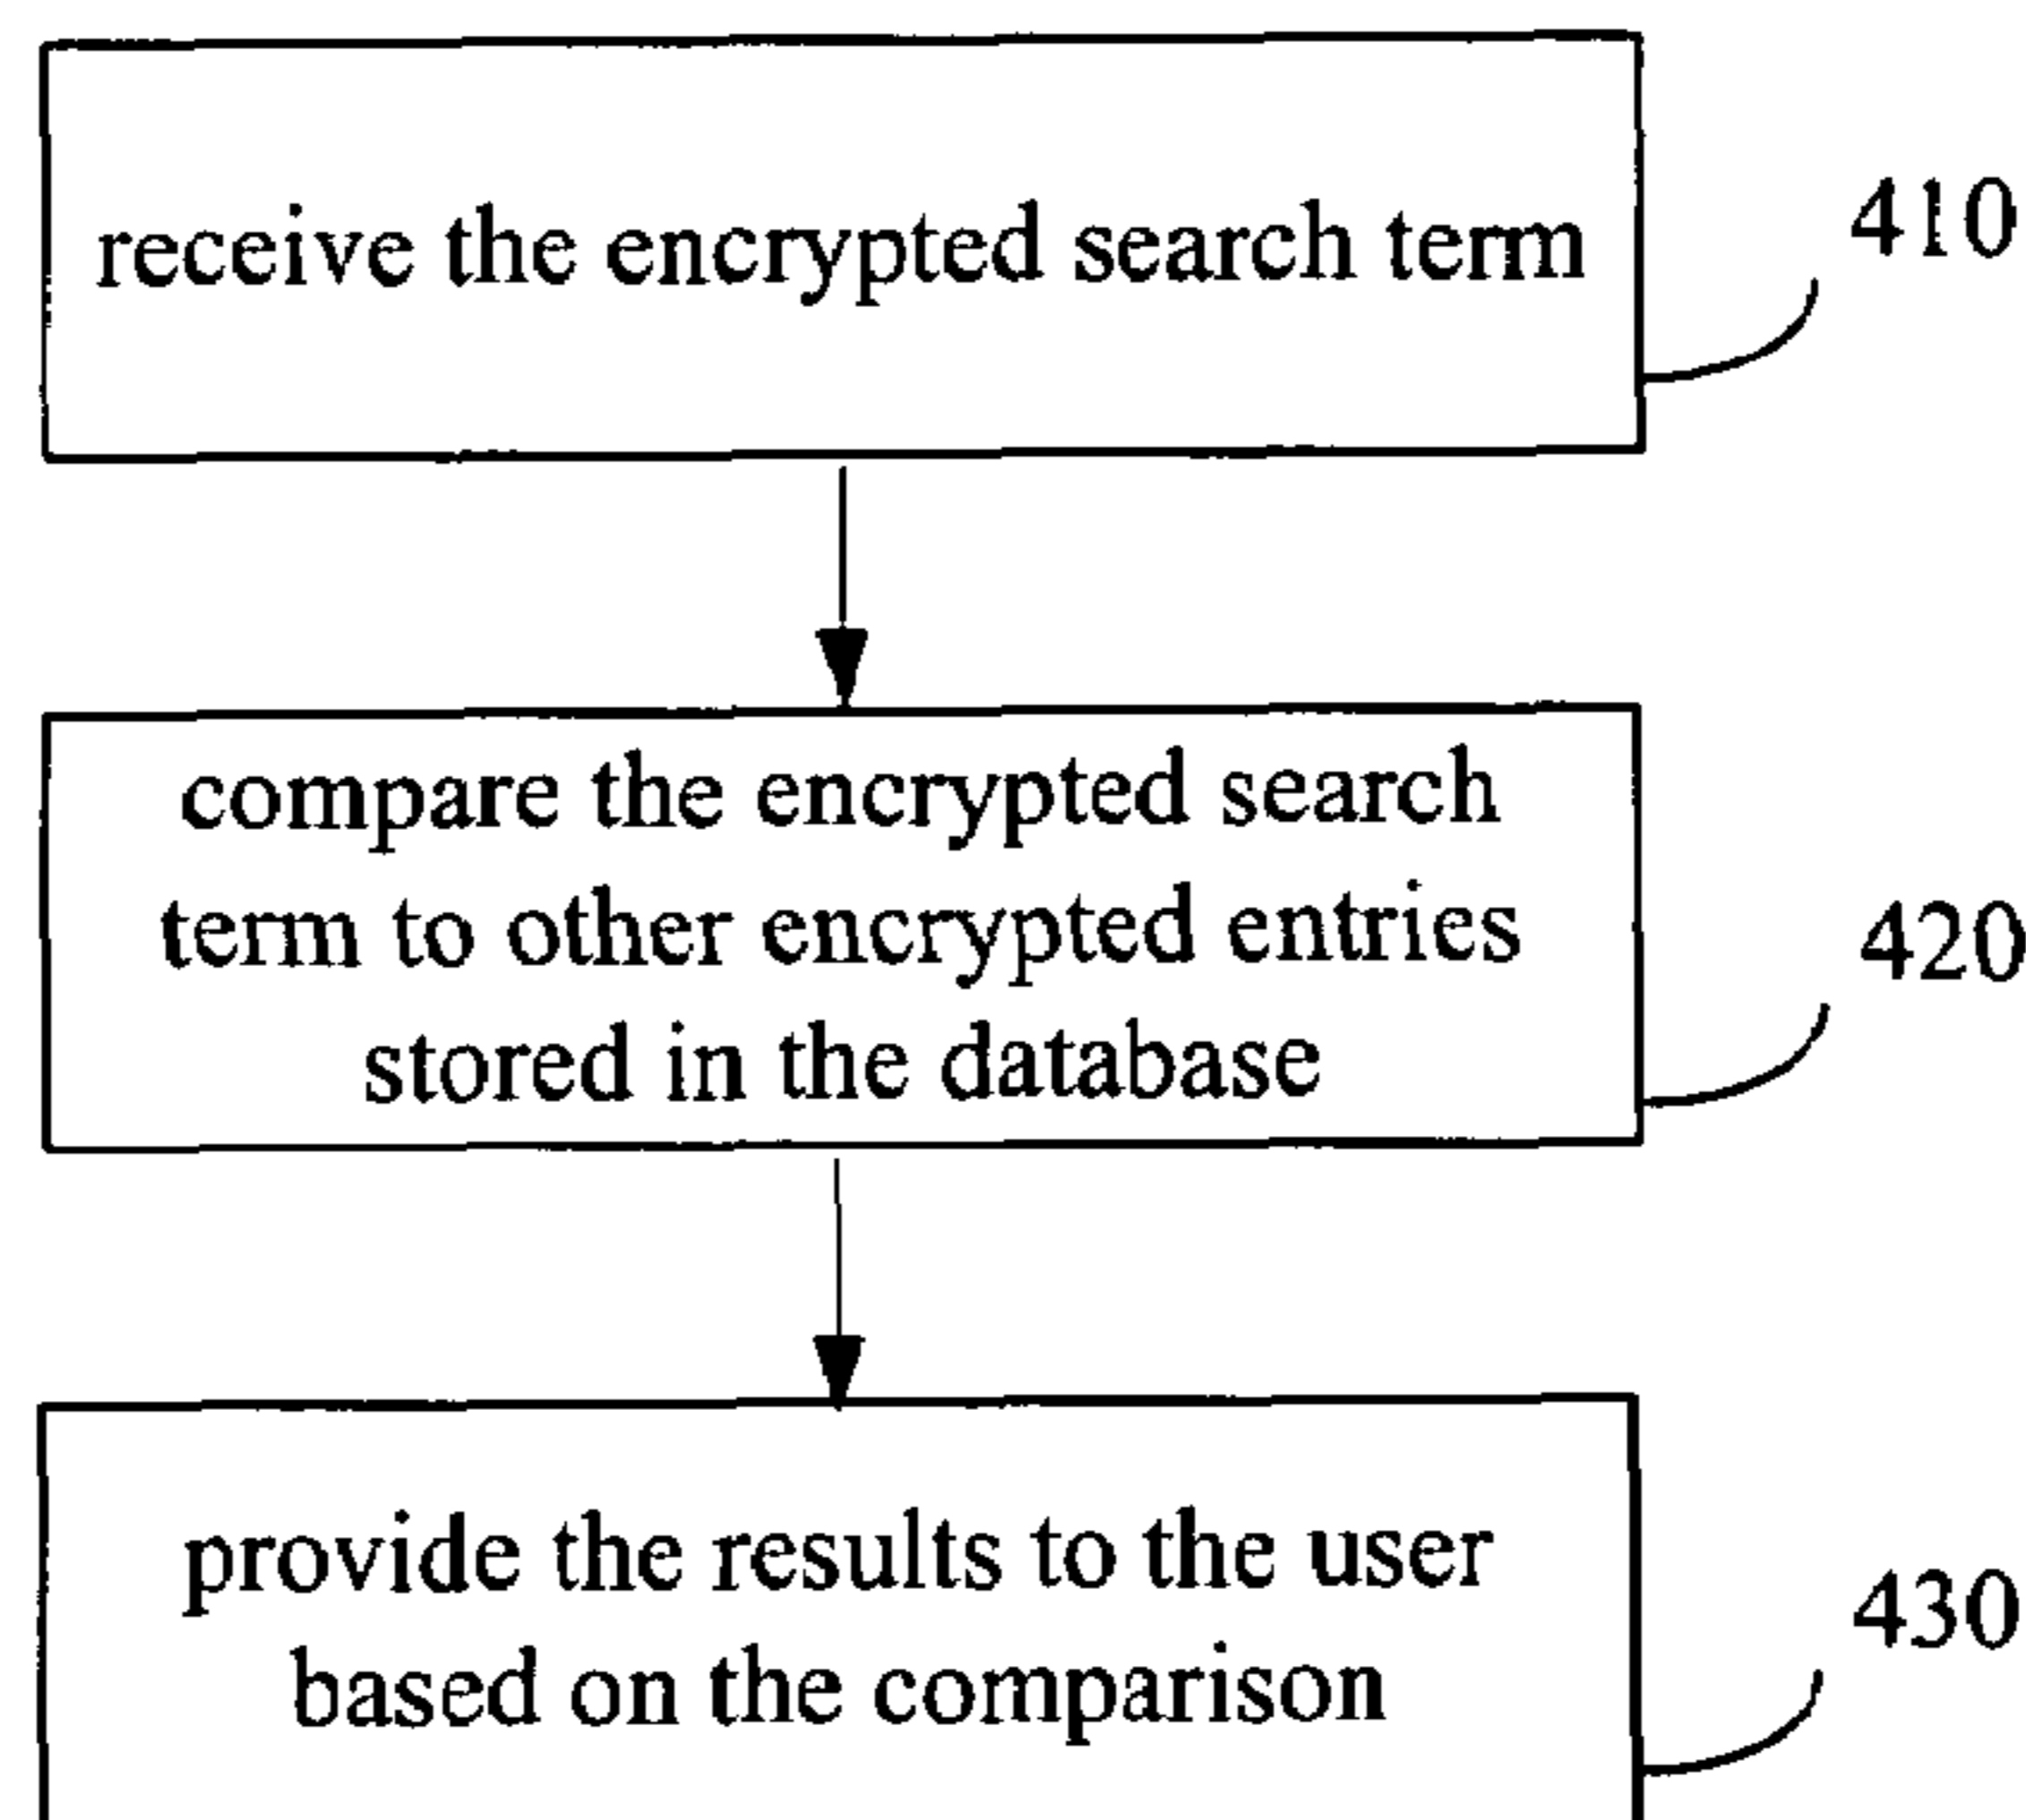 receive the encrypted search term
410
compare the encrypted search
term to other encrypted entries
stored in the database
420
provide the results to the user
based on the comparison
430